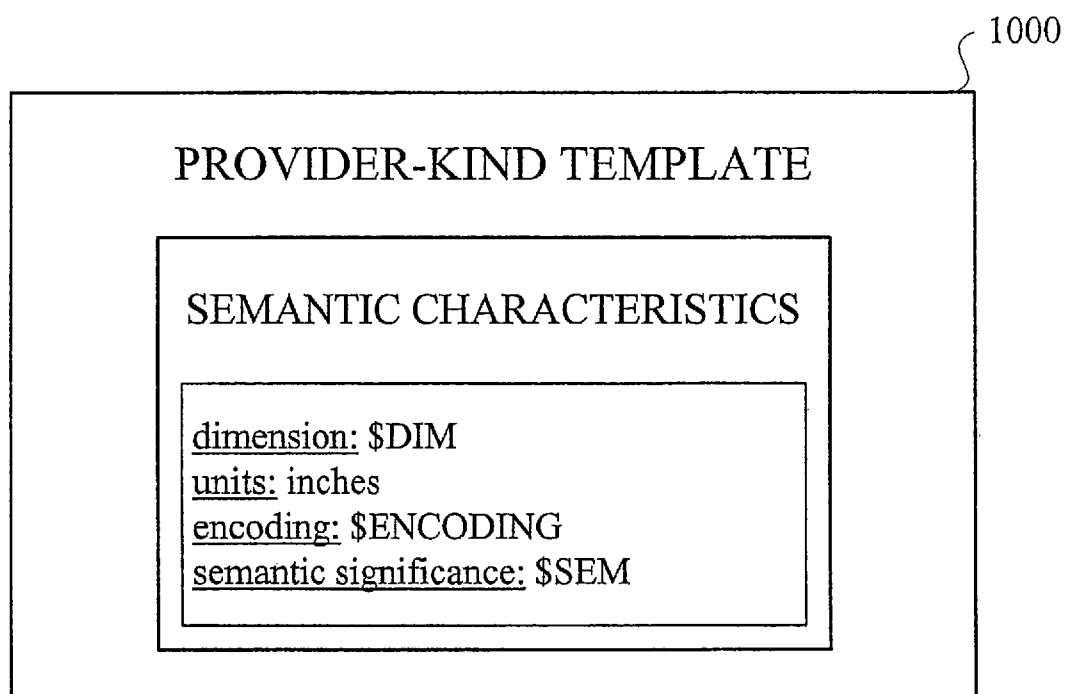 1000
PROVIDER-KIND TEMPLATE
SEMANTIC CHARACTERISTICS
dimension: $DIM
units: inches
encoding: $ENCODING
semantic significance: $SEM